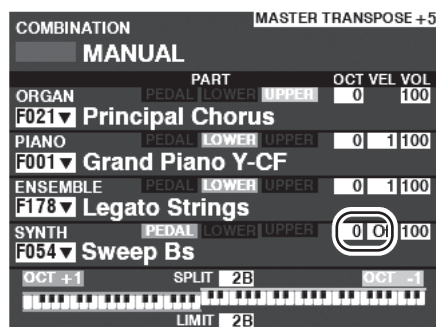 MASTER TRANSPOSE +5
COMBINATION
MANUAL
PART OCT VEL VOL
ORGAN PEDAL LOWER UPPER 0 100
F021▼ Principal Chorus
PIANO PEDAL LOWER UPPER 0 1 100
F001▼ Grand Piano Y-CF
ENSEMBLE PEDAL LOWER UPPER 0 1 100
F178▼ Legato Strings
SYNTH PEDAL LOWER UPPER 0 100
F054▼ Sweep Bs
OCT +1 SPLIT 2B OCT -1
LIMIT 2B